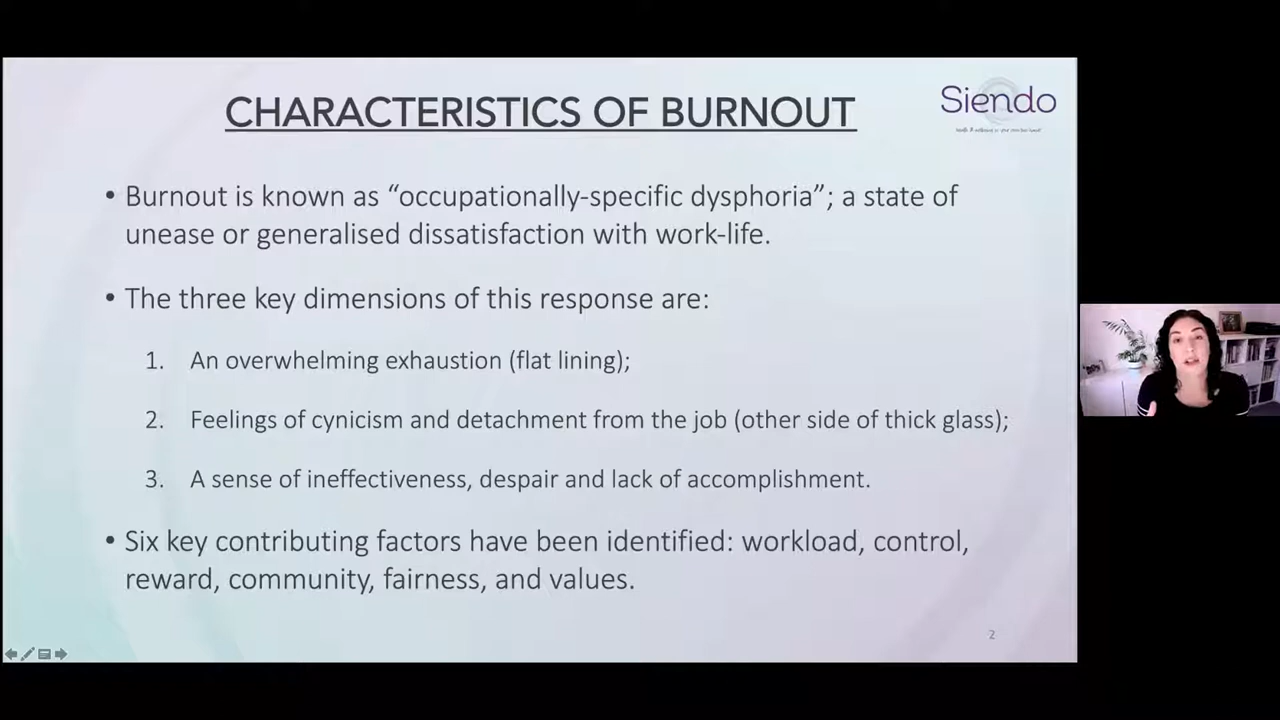 CHARACTERISTICS OF BURNOUT
Siendo
• Burnout is known as “occupationally-specific dysphoria”; a state of
unease or generalised dissatisfaction with work-life.
• The three key dimensions of this response are:
1. An overwhelming exhaustion (flat lining);
2. Feelings of cynicism and detachment from the job (other side of thick glass);
3. A sense of ineffectiveness, despair and lack of accomplishment.
• Six key contributing factors have been identified: workload, control,
reward, community, fairness, and values.
2